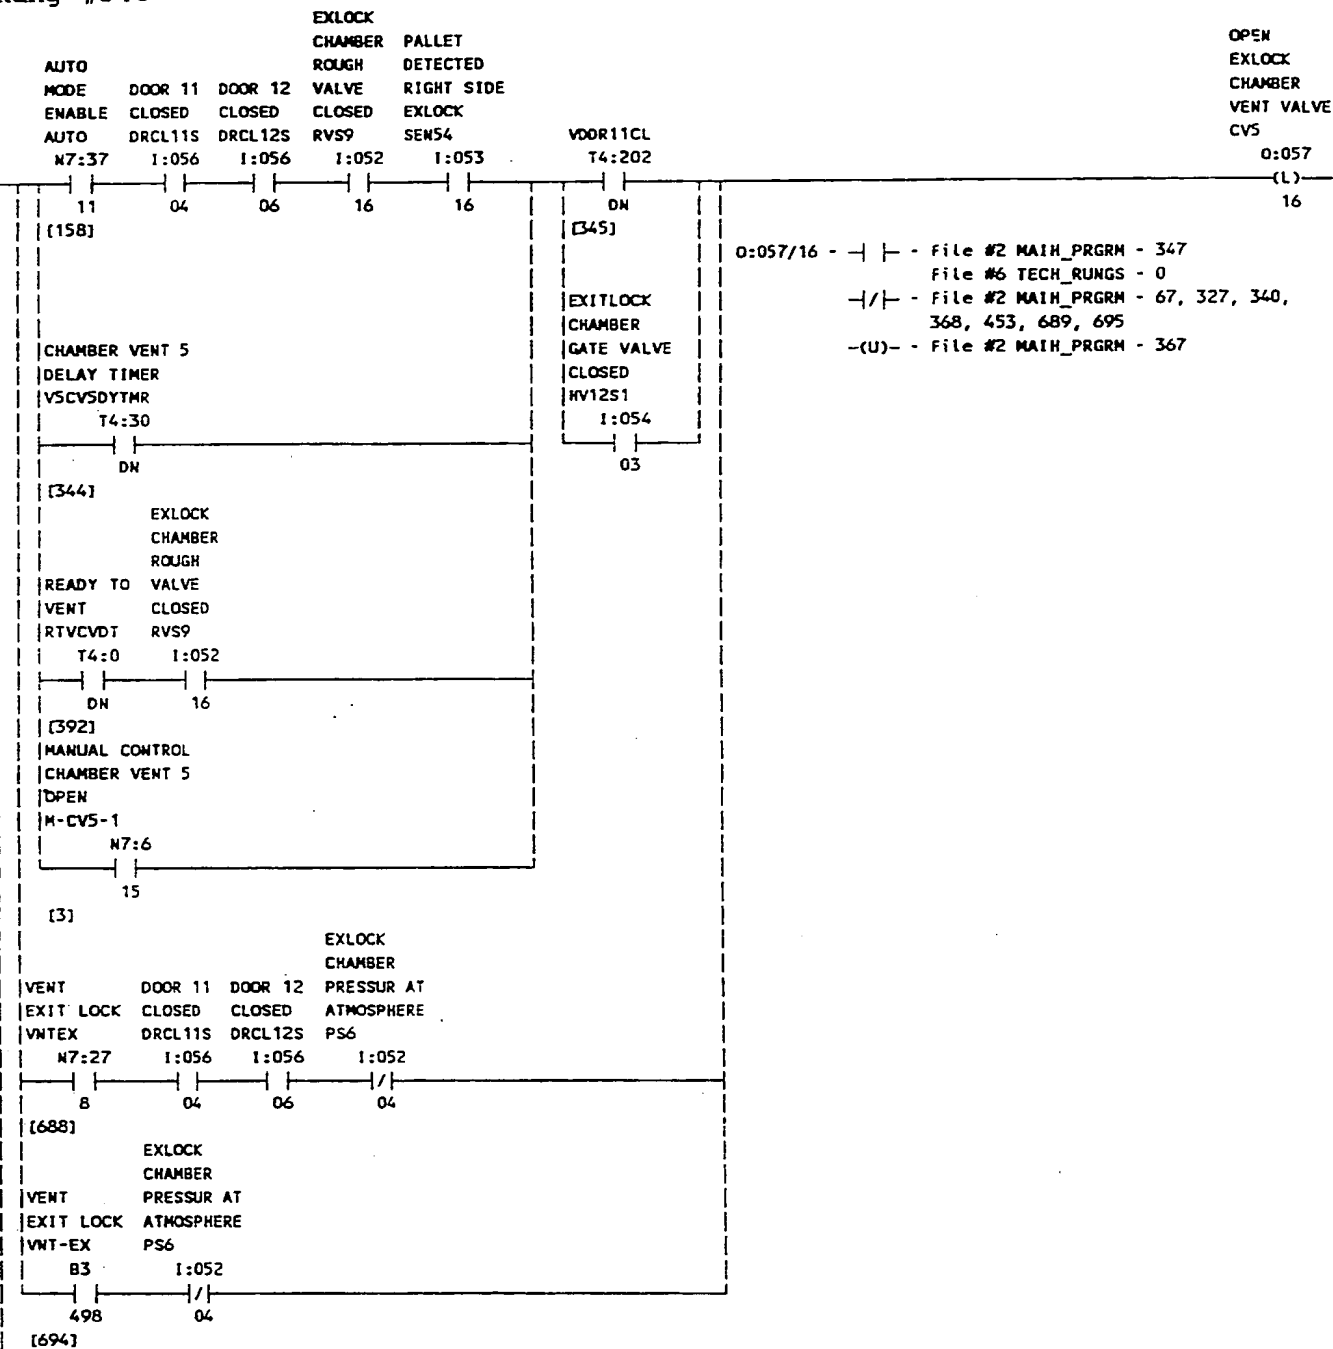 EXLOCK
CHAMBER PALLET OPEN
AUTO ROUGH DETECTED EXLOCK
MODE DOOR 11 DOOR 12 VALVE RIGHT SIDE CHAMBER
ENABLE CLOSED CLOSED CLOSED EXLOCK VENT VALVE
AUTO DRCL11S DRCL12S RVS9 SEN54 VDOR11CL CV5
N7:37 I:056 I:056 I:052 I:053 T4:202 O:057
(L)
11 04 06 16 16 DN 16
[158] [345]
O:057/16 - ┤ ├ - File #2 MAIN_PRGRM - 347
File #6 TECH_RUNGS - 0
EXITLOCK ┤/├ - File #2 MAIN_PRGRM - 67, 327, 340,
CHAMBER 368, 453, 689, 695
CHAMBER VENT 5 GATE VALVE -(U)- - File #2 MAIN_PRGRM - 367
DELAY TIMER CLOSED
V5CV5DYTMR HV12S1
T4:30 I:054
DN 03
[344]
EXLOCK
CHAMBER
ROUGH
READY TO VALVE
VENT CLOSED
RTVCVDT RVS9
T4:0 I:052
DN 16
[392]
MANUAL CONTROL
CHAMBER VENT 5
OPEN
M-CV5-1
N7:6
15
[3]
EXLOCK
CHAMBER
VENT DOOR 11 DOOR 12 PRESSUR AT
EXIT LOCK CLOSED CLOSED ATMOSPHERE
VNTEX DRCL11S DRCL12S PS6
N7:27 I:056 I:056 I:052
8 04 06 04
[688]
EXLOCK
CHAMBER
VENT PRESSUR AT
EXIT LOCK ATMOSPHERE
VNT-EX PS6
B3 I:052
498 04
[694]